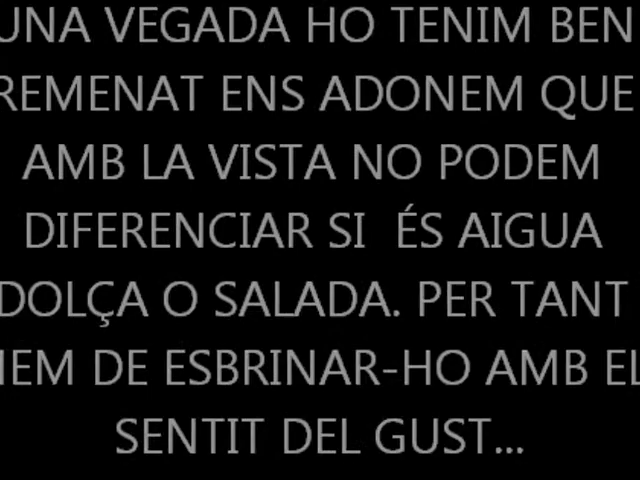 UNA VEGADA HO TENIM BEN
REMENAT ENS ADONEM QUE
AMB LA VISTA NO PODEM
DIFERENCIAR SI  ÉS AIGUA
DOLÇA O SALADA. PER TANT
HEM DE ESBRINAR-HO AMB EL
SENTIT DEL GUST...